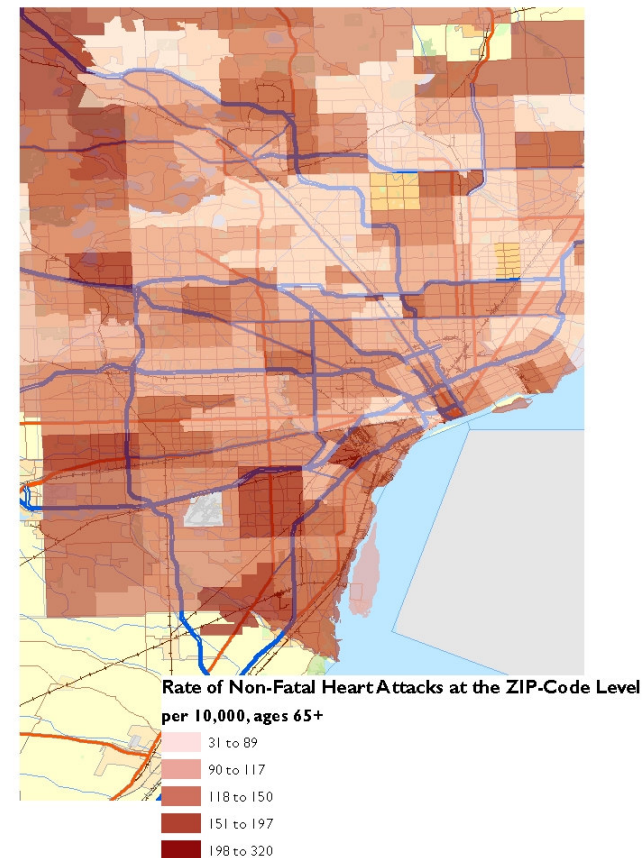 Rate of Non-Fatal Heart Attacks at the ZIP-Code Level
per 10,000, ages 65+
31 to 89
90 to 117
118 to 150
151 to 197
198 to 320